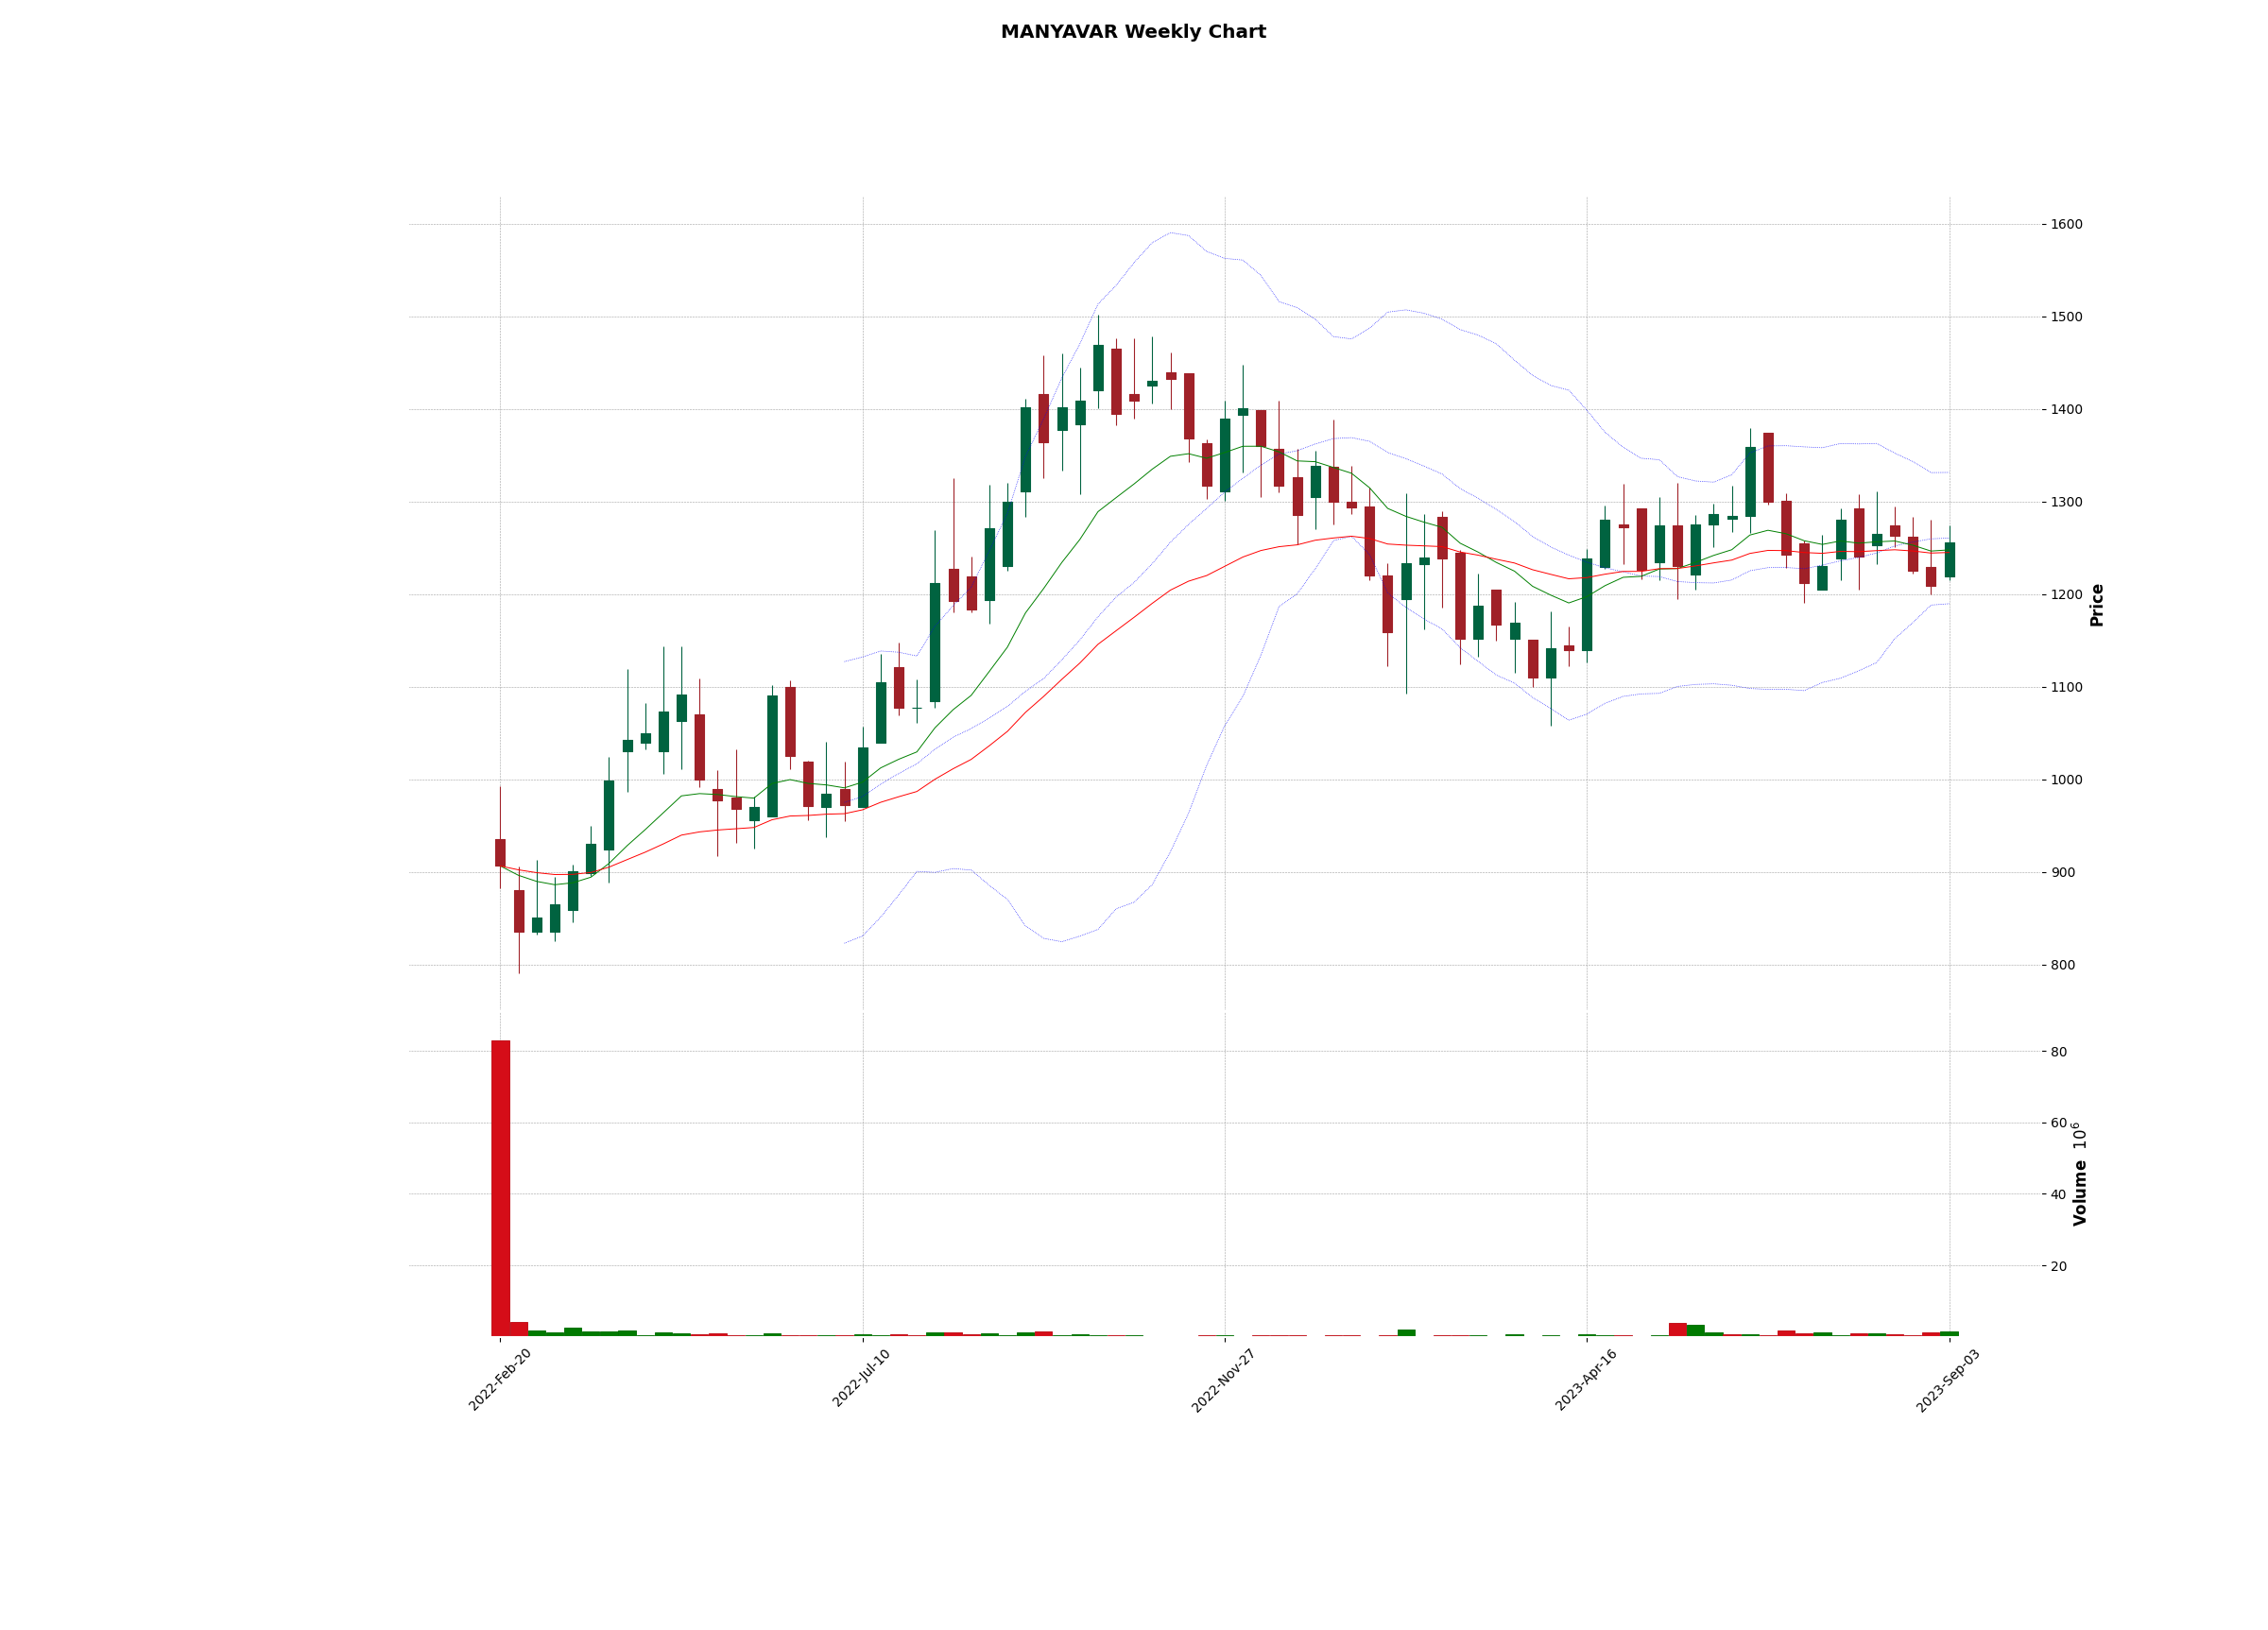 MANYAVAR Weekly Chart
1600
1500
1400
1300
1200
1100
1000
900
800
Price
80
60
40
20
Volume 10^6
2022-Feb-20
2022-Jul-10
2022-Nov-27
2023-Apr-16
2023-Sep-03